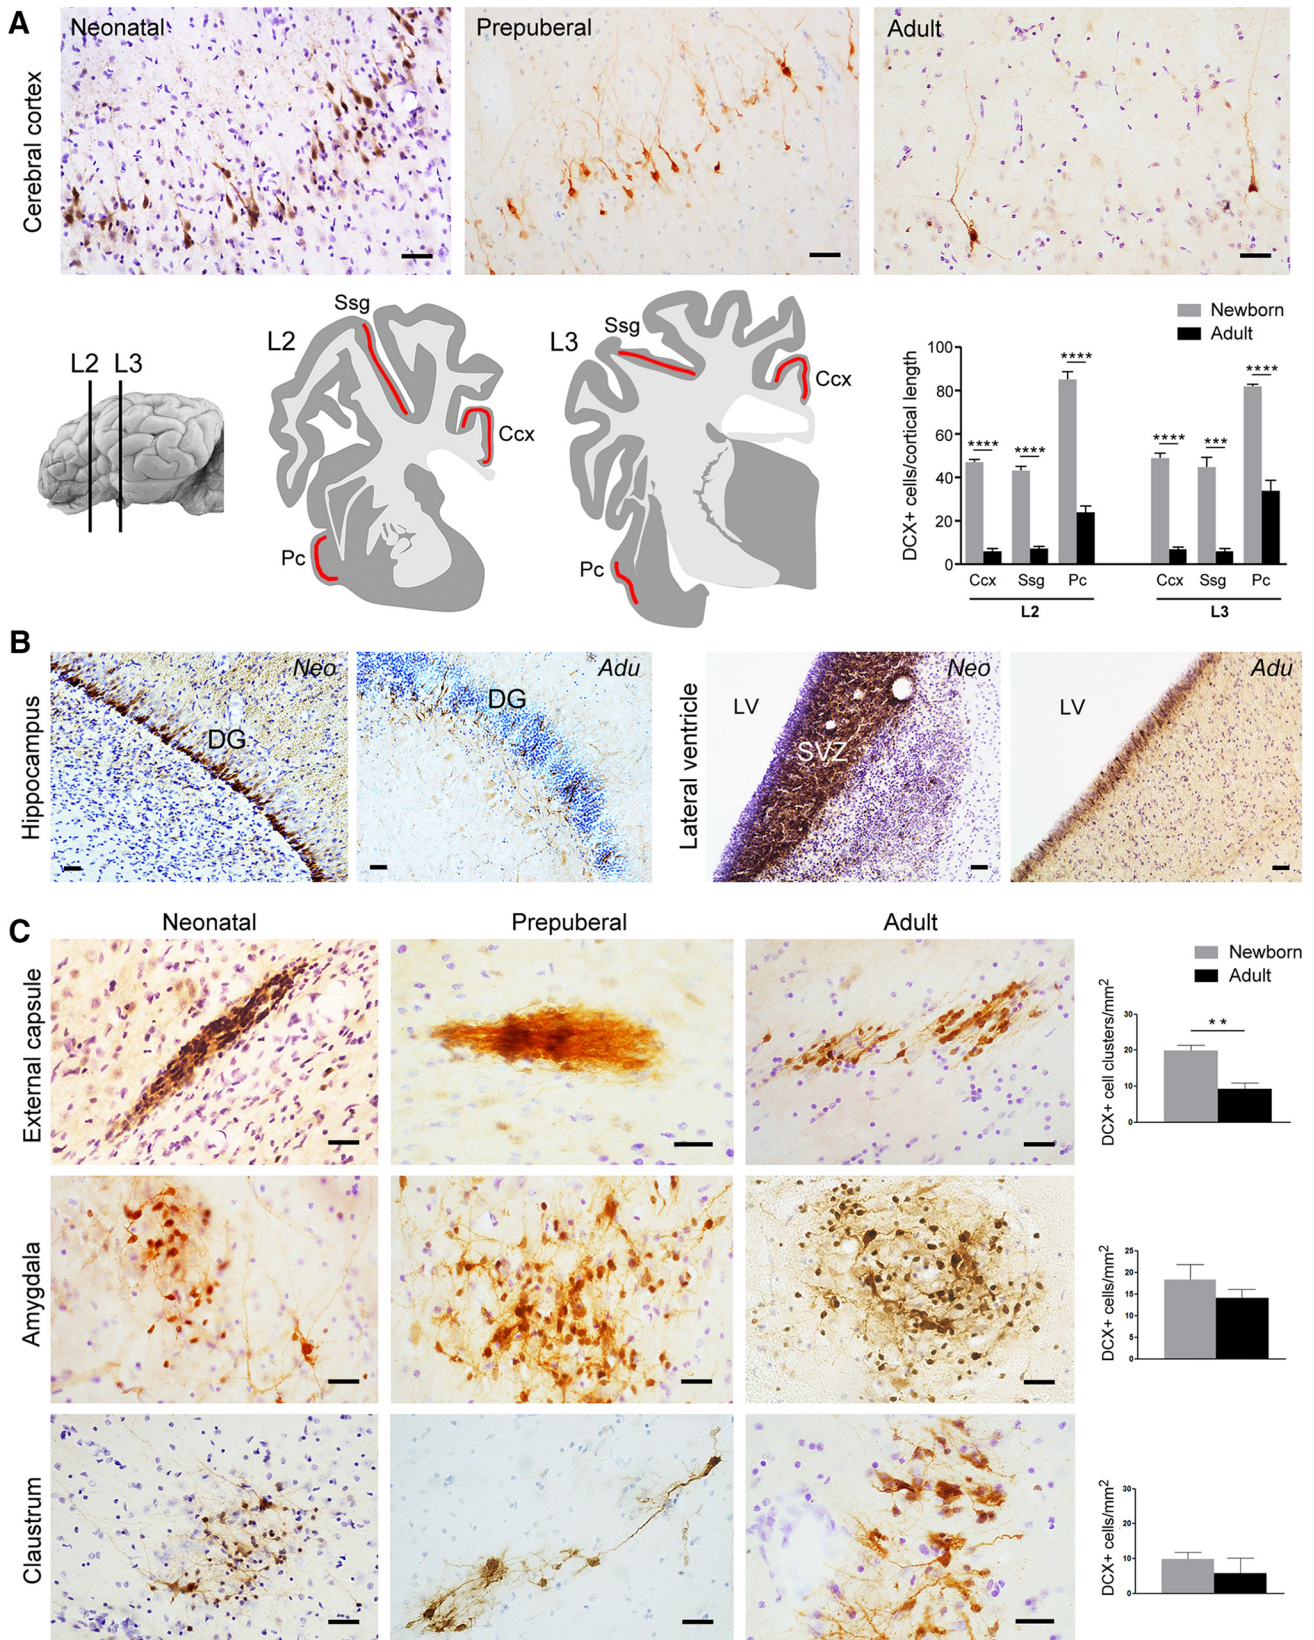 A
Neonatal
Prepuberal
Adult
Cerebral cortex
L2 L3
L2
Ssg
Ccx
Pc
L3
Ssg
Ccx
Pc
Newborn
Adult
DCX+ cells/cortical length
100
80
60
40
20
0
**** **** ****
**** *** ****
Ccx Ssg Pc Ccx Ssg Pc
L2 L3
B
Hippocampus
Neo
DG
Adu
DG
Lateral ventricle
Neo
LV
SVZ
Adu
LV
C
Neonatal
Prepuberal
Adult
External capsule
Newborn
Adult
DCX+ cell clusters/mm2
30
20
10
0
**
Amygdala
DCX+ cells/mm2
25
20
15
10
5
0
Claustrum
DCX+ cells/mm2
30
20
10
0